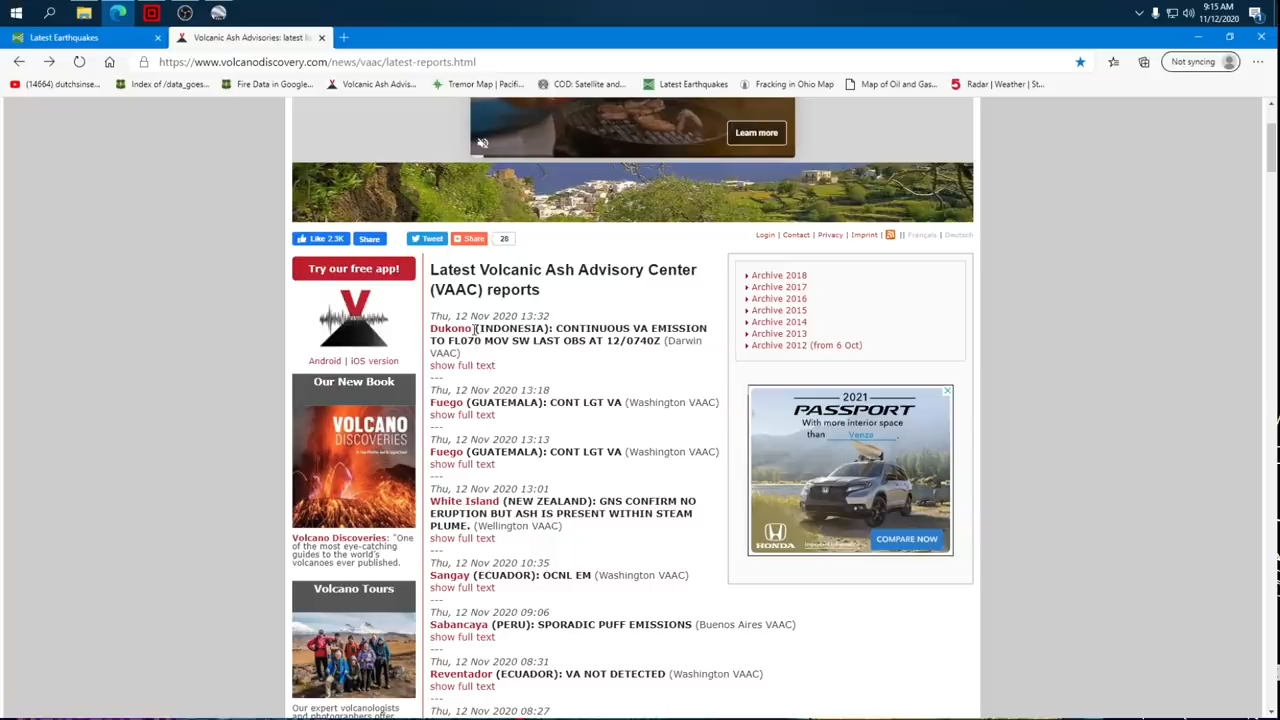 9:15 AM
11/12/2020
Latest Earthquakes
Volcanic Ash Advisories: latest li
https://www.volcanodiscovery.com/news/vaac/latest-reports.html
Not syncing
(14664) dutchsinse...
Index of /data_goes...
Fire Data in Google...
Volcanic Ash Advis...
Tremor Map | Pacifi...
COD: Satellite and...
Latest Earthquakes
Fracking in Ohio Map
Map of Oil and Gas...
Radar | Weather | St...
Learn more
Like 2.3K
Share
Tweet
Share
28
Login | Contact | Privacy | Imprint | || Français | Deutsch
Try our free app!
Android | iOS version
Our New Book
VOLCANO
DISCOVERIES
Volcano Discoveries: "One
of the most eye-catching
guides to the world's
volcanoes ever published.
Volcano Tours
Our expert volcanologists
and photographers offer
Latest Volcanic Ash Advisory Center
(VAAC) reports
Thu, 12 Nov 2020 13:32
Dukono (INDONESIA): CONTINUOUS VA EMISSION
TO FL070 MOV SW LAST OBS AT 12/0740Z (Darwin
VAAC)
show full text
---
Thu, 12 Nov 2020 13:18
Fuego (GUATEMALA): CONT LGT VA (Washington VAAC)
show full text
---
Thu, 12 Nov 2020 13:13
Fuego (GUATEMALA): CONT LGT VA (Washington VAAC)
show full text
---
Thu, 12 Nov 2020 13:01
White Island (NEW ZEALAND): GNS CONFIRM NO
ERUPTION BUT ASH IS PRESENT WITHIN STEAM
PLUME. (Wellington VAAC)
show full text
---
Thu, 12 Nov 2020 10:35
Sangay (ECUADOR): OCNL EM (Washington VAAC)
show full text
---
Thu, 12 Nov 2020 09:06
Sabancaya (PERU): SPORADIC PUFF EMISSIONS (Buenos Aires VAAC)
show full text
---
Thu, 12 Nov 2020 08:31
Reventador (ECUADOR): VA NOT DETECTED (Washington VAAC)
show full text
---
Thu, 12 Nov 2020 08:27
Archive 2018
Archive 2017
Archive 2016
Archive 2015
Archive 2014
Archive 2013
Archive 2012 (from 6 Oct)
2021
PASSPORT
With more interior space
than Venza.
HONDA
COMPARE NOW